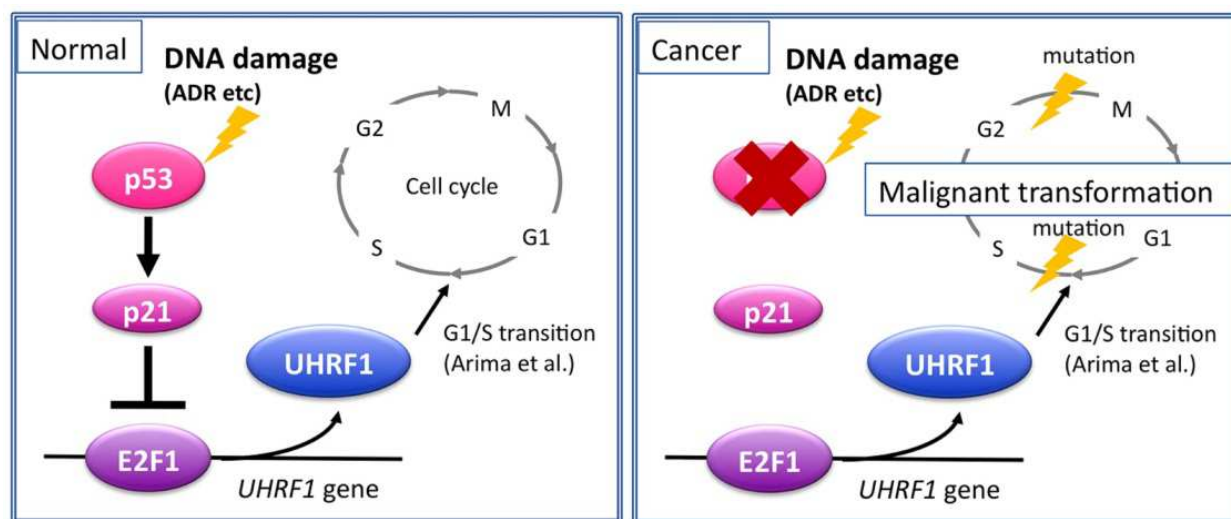 Normal
DNA damage
(ADR etc)
p53
p21
E2F1
UHRF1
UHRF1 gene
G2
M
Cell cycle
S
G1
G1/S transition
(Arima et al.)
Cancer
DNA damage
(ADR etc)
mutation
G2
M
Malignant transformation
mutation
S
G1
p21
UHRF1
G1/S transition
(Arima et al.)
E2F1
UHRF1 gene